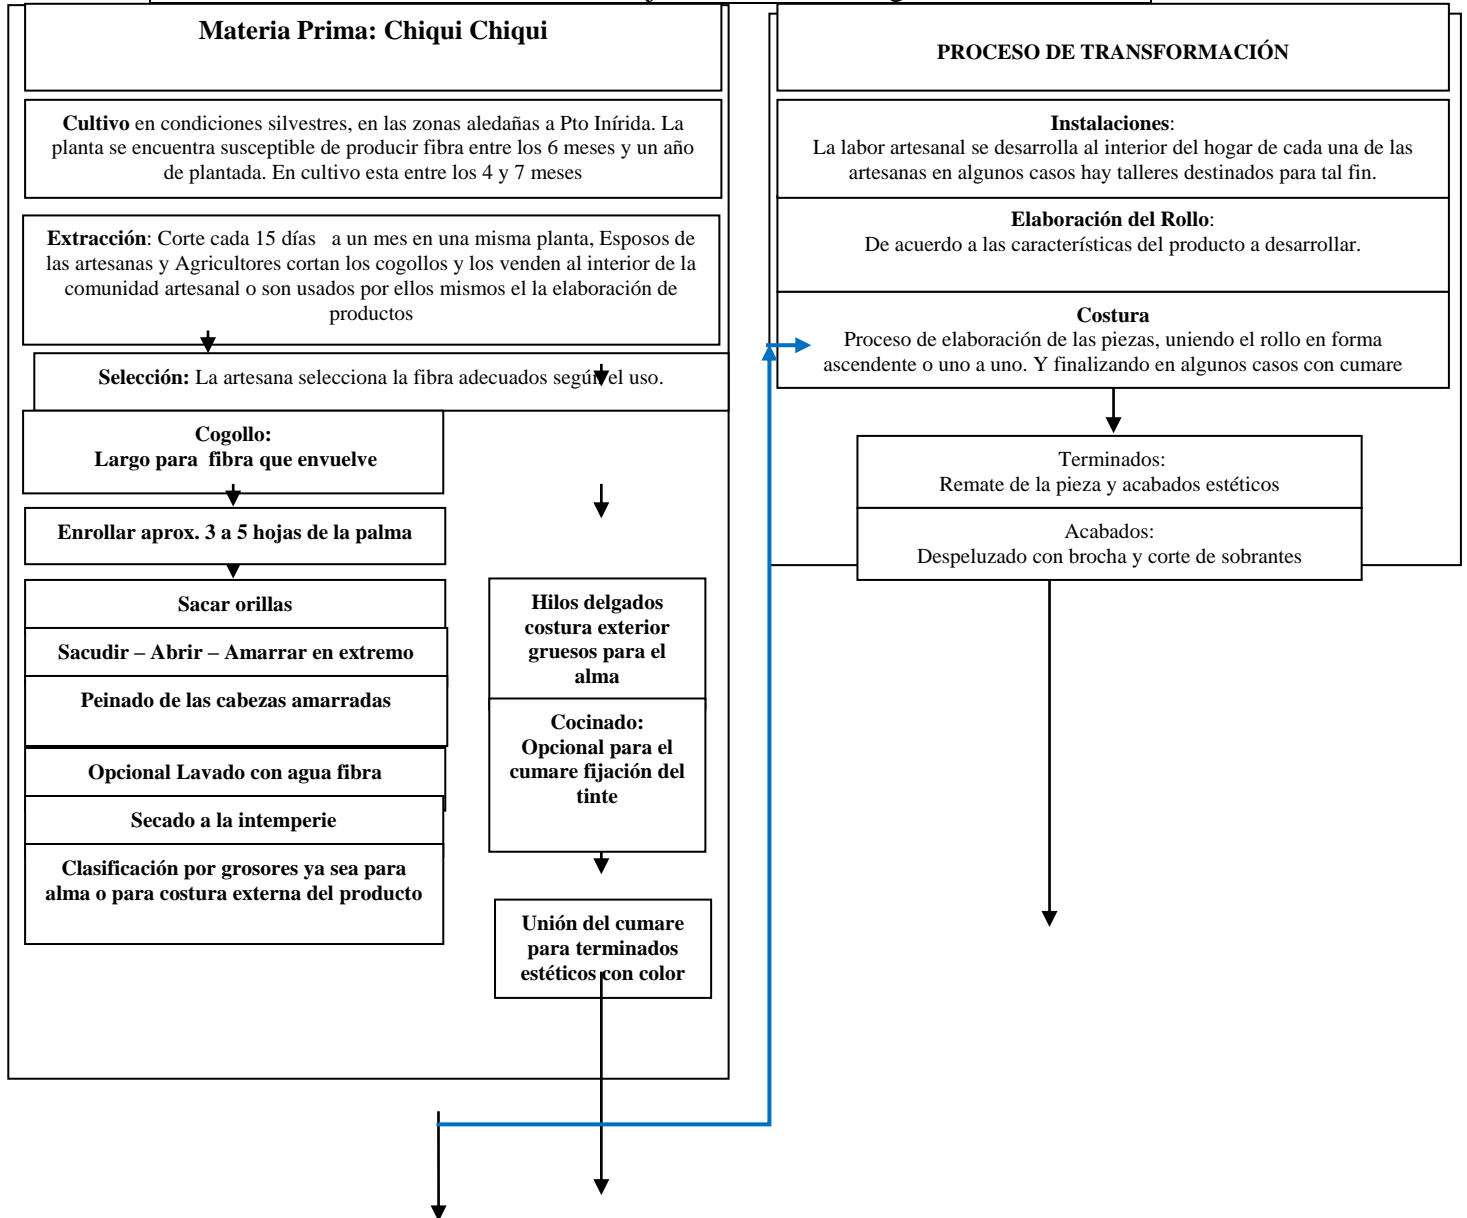 Materia Prima: Chiqui Chiqui
Cultivo en condiciones silvestres, en las zonas aledañas a Pto Inírida. La
planta se encuentra susceptible de producir fibra entre los 6 meses y un año
de plantada. En cultivo esta entre los 4 y 7 meses
Extracción: Corte cada 15 días   a un mes en una misma planta, Esposos de
las artesanas y Agricultores cortan los cogollos y los venden al interior de la
comunidad artesanal o son usados por ellos mismos el la elaboración de
productos
Selección: La artesana selecciona la fibra adecuados según el uso.
Cogollo:
Largo para  fibra que envuelve
Enrollar aprox. 3 a 5 hojas de la palma
Sacar orillas
Sacudir – Abrir – Amarrar en extremo
Peinado de las cabezas amarradas
Opcional Lavado con agua fibra
Secado a la intemperie
Clasificación por grosores ya sea para
alma o para costura externa del producto
Hilos delgados
costura exterior
gruesos para el
alma
Cocinado:
Opcional para el
cumare fijación del
tinte
Unión del cumare
para terminados
estéticos con color
PROCESO DE TRANSFORMACIÓN
Instalaciones:
La labor artesanal se desarrolla al interior del hogar de cada una de las
artesanas en algunos casos hay talleres destinados para tal fin.
Elaboración del Rollo:
De acuerdo a las características del producto a desarrollar.
Costura
Proceso de elaboración de las piezas, uniendo el rollo en forma
ascendente o uno a uno. Y finalizando en algunos casos con cumare
Terminados:
Remate de la pieza y acabados estéticos
Acabados:
Despeluzado con brocha y corte de sobrantes